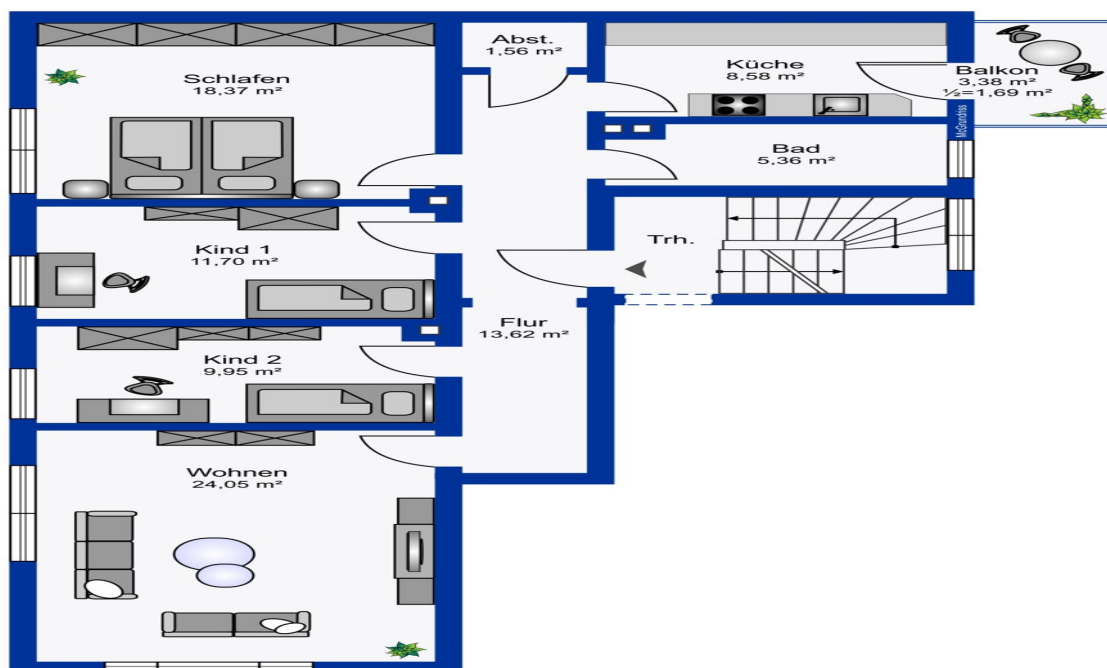 Abst.
1,56 m²
Schlafen
18,37 m²
Küche
8,58 m²
Balkon
3,38 m²
½=1,69 m²
McGrundriss
Bad
5,36 m²
Kind 1
11,70 m²
Trh.
Flur
13,62 m²
Kind 2
9,95 m²
Wohnen
24,05 m²